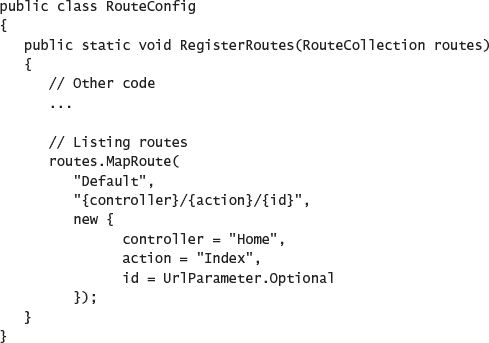 public class RouteConfig
{
   public static void RegisterRoutes(RouteCollection routes)
   {
      // Other code
      ...
      // Listing routes
      routes.MapRoute(
         "Default",
         "{controller}/{action}/{id}",
         new {
               controller = "Home",
               action = "Index",
               id = UrlParameter.Optional
         });
   }
}